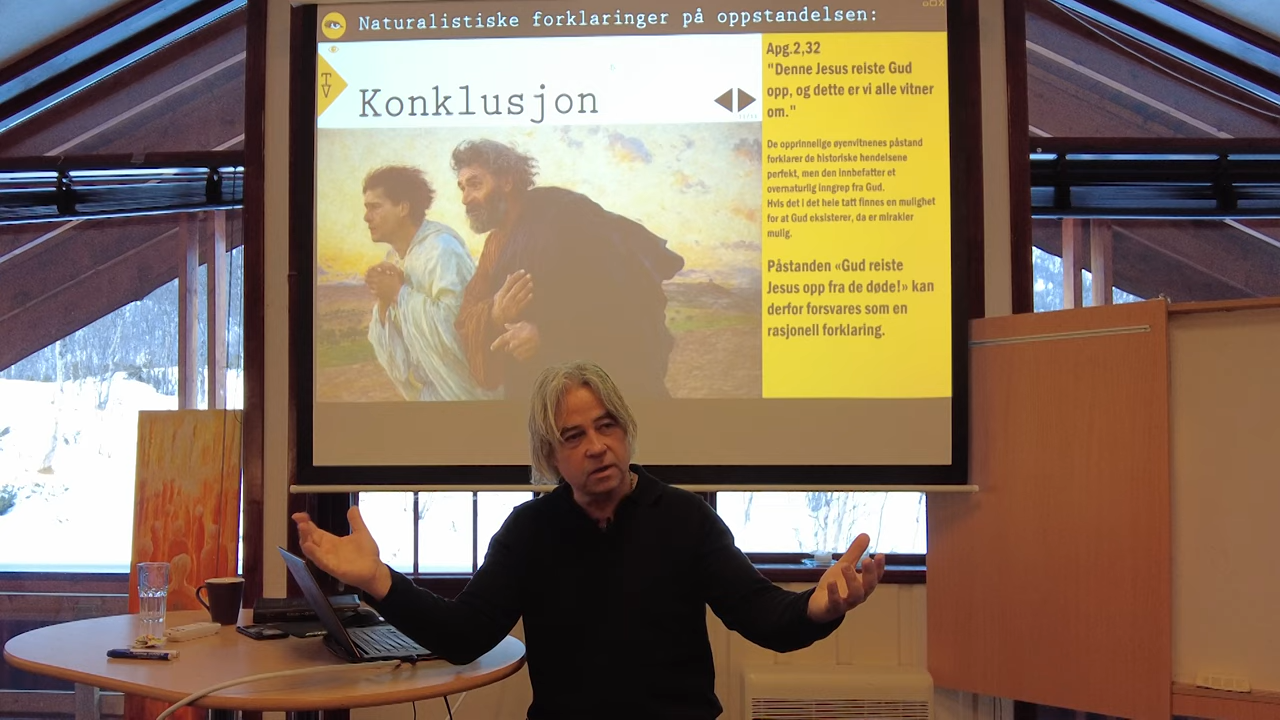 Naturalistiske forklaringer på oppstandelsen:
TV
Konklusjon
Apg.2,32
"Denne Jesus reiste Gud
opp, og dette er vi alle vitner
om."
De opprinnelige øyenvitnenes påstand
forklarer de historiske hendelsene
perfekt, men den innbefatter et
overnaturlig inngrep fra Gud.
Hvis det i det hele tatt finnes en mulighet
for at Gud eksisterer, da er mirakler
mulig.
Påstanden «Gud reiste
Jesus opp fra de døde!» kan
derfor forsvares som en
rasjonell forklaring.